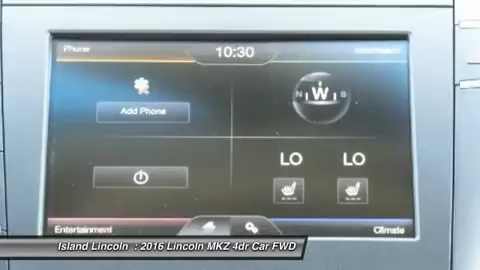 Phone
10:30
Add Phone
N W S
LO LO
Entertainment
Climate
Island Lincoln : 2016 Lincoln MKZ 4dr Car FWD